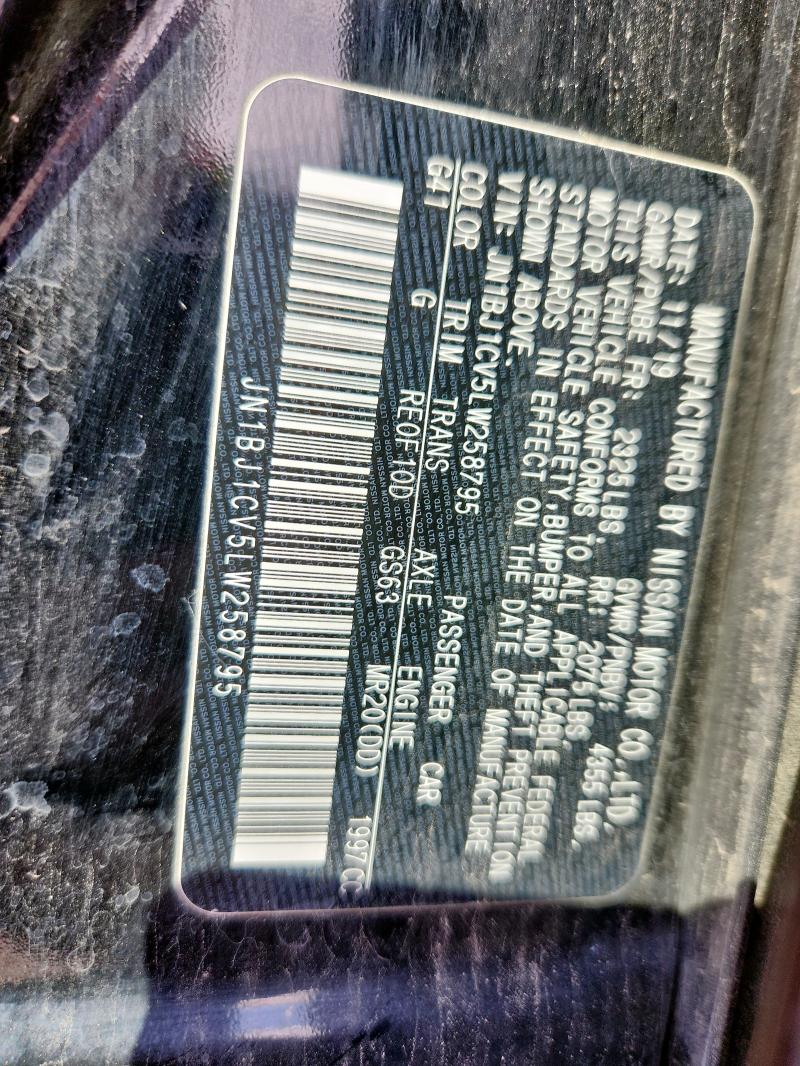 MANUFACTURED BY NISSAN MOTOR CO.,LTD.
DATE: 11/19 GVWR/PNBV: 4355 LBS.
GAWR/PNBE FR: 2325 LBS. RR: 2075 LBS.
THIS VEHICLE CONFORMS TO ALL APPLICABLE FEDERAL
MOTOR VEHICLE SAFETY,BUMPER,AND THEFT PREVENTION
STANDARDS IN EFFECT ON THE DATE OF MANUFACTURE
SHOWN ABOVE.
VIN: JN1BJ1CV5LW258795 PASSENGER CAR
COLOR TRIM TRANS AXLE ENGINE
G41 G RE0F10D GS63 MR20(DD) 1997 CC
JN1BJ1CV5LW258795